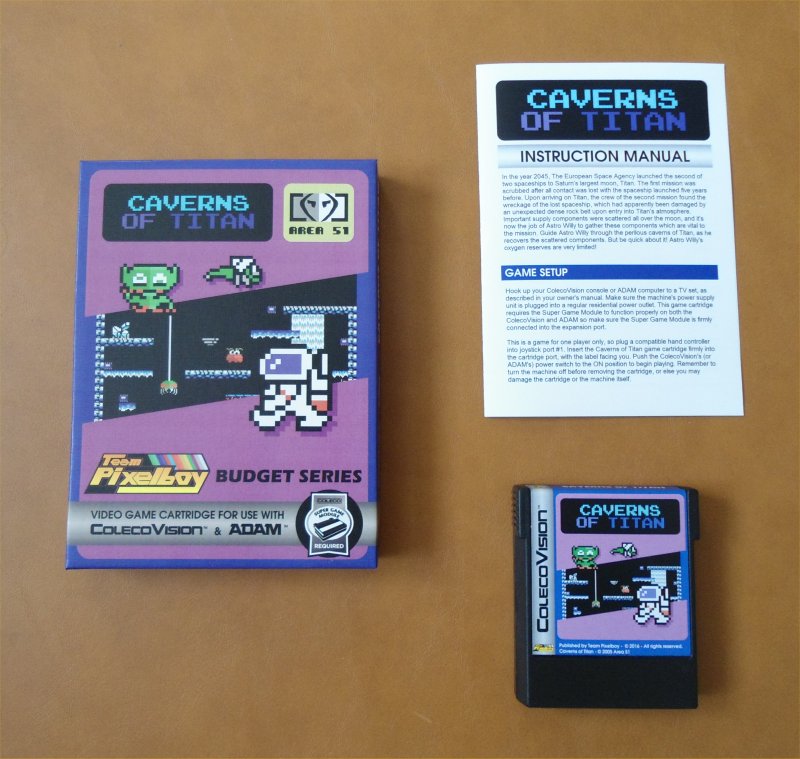 CAVERNS
OF TITAN
AREA 51
Team
Pixelboy
BUDGET SERIES
VIDEO GAME CARTRIDGE FOR USE WITH
COLECOVISION™ & ADAM™
COLECO
SUPER GAME
MODULE
REQUIRED
CAVERNS
OF TITAN
INSTRUCTION MANUAL
In the year 2045, The European Space Agency launched the second of
two spaceships to Saturn's largest moon, Titan. The first mission was
scrubbed after all contact was lost with the spaceship launched five years
before. Upon arriving on Titan, the crew of the second mission found the
wreckage of the lost spaceship, which had apparently been damaged by
an unexpected dense rock belt upon entry into Titan's atmosphere.
Important supply components were scattered all over the moon, and it's
now the job of Astro Willy to gather these components which are vital to
the mission. Guide Astro Willy through the perilous caverns of Titan, as he
recovers the scattered components. But be quick about it! Astro Willy's
oxygen reserves are very limited!
GAME SETUP
Hook up your ColecoVision console or ADAM computer to a TV set, as
described in your owner's manual. Make sure the machine's power supply
unit is plugged into a regular residential power outlet. This game cartridge
requires the Super Game Module to function properly on both the
ColecoVision and ADAM so make sure the Super Game Module is firmly
connected into the expansion port.
This is a game for one player only, so plug a compatible hand controller
into joystick port #1. Insert the Caverns of Titan game cartridge firmly into
the cartridge port, with the label facing you. Push the ColecoVision's (or
ADAM's) power switch to the ON position to begin playing. Remember to
turn the machine off before removing the cartridge, or else you may
damage the cartridge or the machine itself.
CAVERNS OF TITAN
COLECOVISION™
CAVERNS
OF TITAN
Published by Team Pixelboy - © 2016 - All rights reserved.
Caverns of Titan - © 2005 Area 51